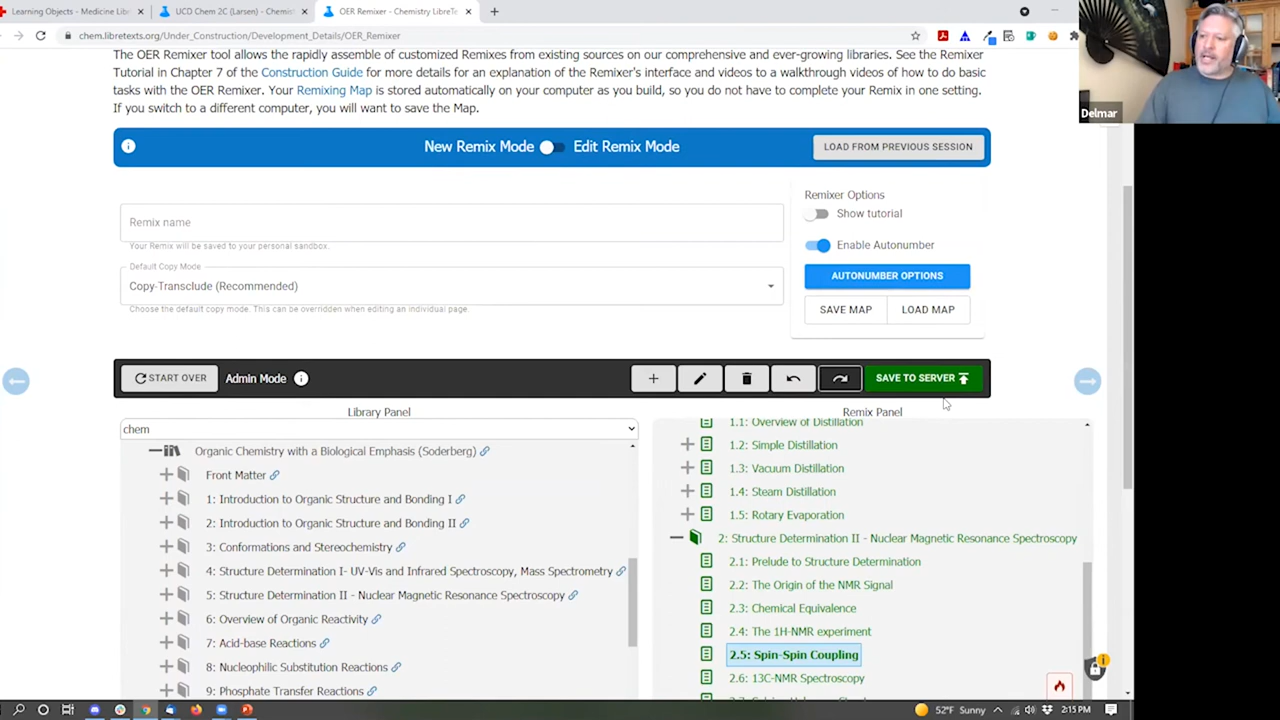 Learning Objects - Medicine Lib
UCD Chem 2C (Larsen) - Chemist
OER Remixer - Chemistry LibreTe
chem.libretexts.org/Under_Construction/Development_Details/OER_Remixer
The OER Remixer tool allows the rapidly assemble of customized Remixes from existing sources on our comprehensive and ever-growing libraries. See the Remixer
Tutorial in Chapter 7 of the Construction Guide for more details for an explanation of the Remixer's interface and videos to a walkthrough videos of how to do basic
tasks with the OER Remixer. Your Remixing Map is stored automatically on your computer as you build, so you do not have to complete your Remix in one setting.
If you switch to a different computer, you will want to save the Map.
Delmar
New Remix Mode Edit Remix Mode LOAD FROM PREVIOUS SESSION
Remix name
Your Remix will be saved to your personal sandbox.
Default Copy Mode
Copy-Transclude (Recommended)
Choose the default copy mode. This can be overridden when editing an individual page.
Remixer Options
Show tutorial
Enable Autonumber
AUTONUMBER OPTIONS
SAVE MAP LOAD MAP
START OVER Admin Mode SAVE TO SERVER
Library Panel
chem
Organic Chemistry with a Biological Emphasis (Soderberg)
Front Matter
1: Introduction to Organic Structure and Bonding I
2: Introduction to Organic Structure and Bonding II
3: Conformations and Stereochemistry
4: Structure Determination I- UV-Vis and Infrared Spectroscopy, Mass Spectrometry
5: Structure Determination II - Nuclear Magnetic Resonance Spectroscopy
6: Overview of Organic Reactivity
7: Acid-base Reactions
8: Nucleophilic Substitution Reactions
9: Phosphate Transfer Reactions
Remix Panel
1.1: Overview of Distillation
1.2: Simple Distillation
1.3: Vacuum Distillation
1.4: Steam Distillation
1.5: Rotary Evaporation
2: Structure Determination II - Nuclear Magnetic Resonance Spectroscopy
2.1: Prelude to Structure Determination
2.2: The Origin of the NMR Signal
2.3: Chemical Equivalence
2.4: The 1H-NMR experiment
2.5: Spin-Spin Coupling
2.6: 13C-NMR Spectroscopy
52°F Sunny
2:15 PM